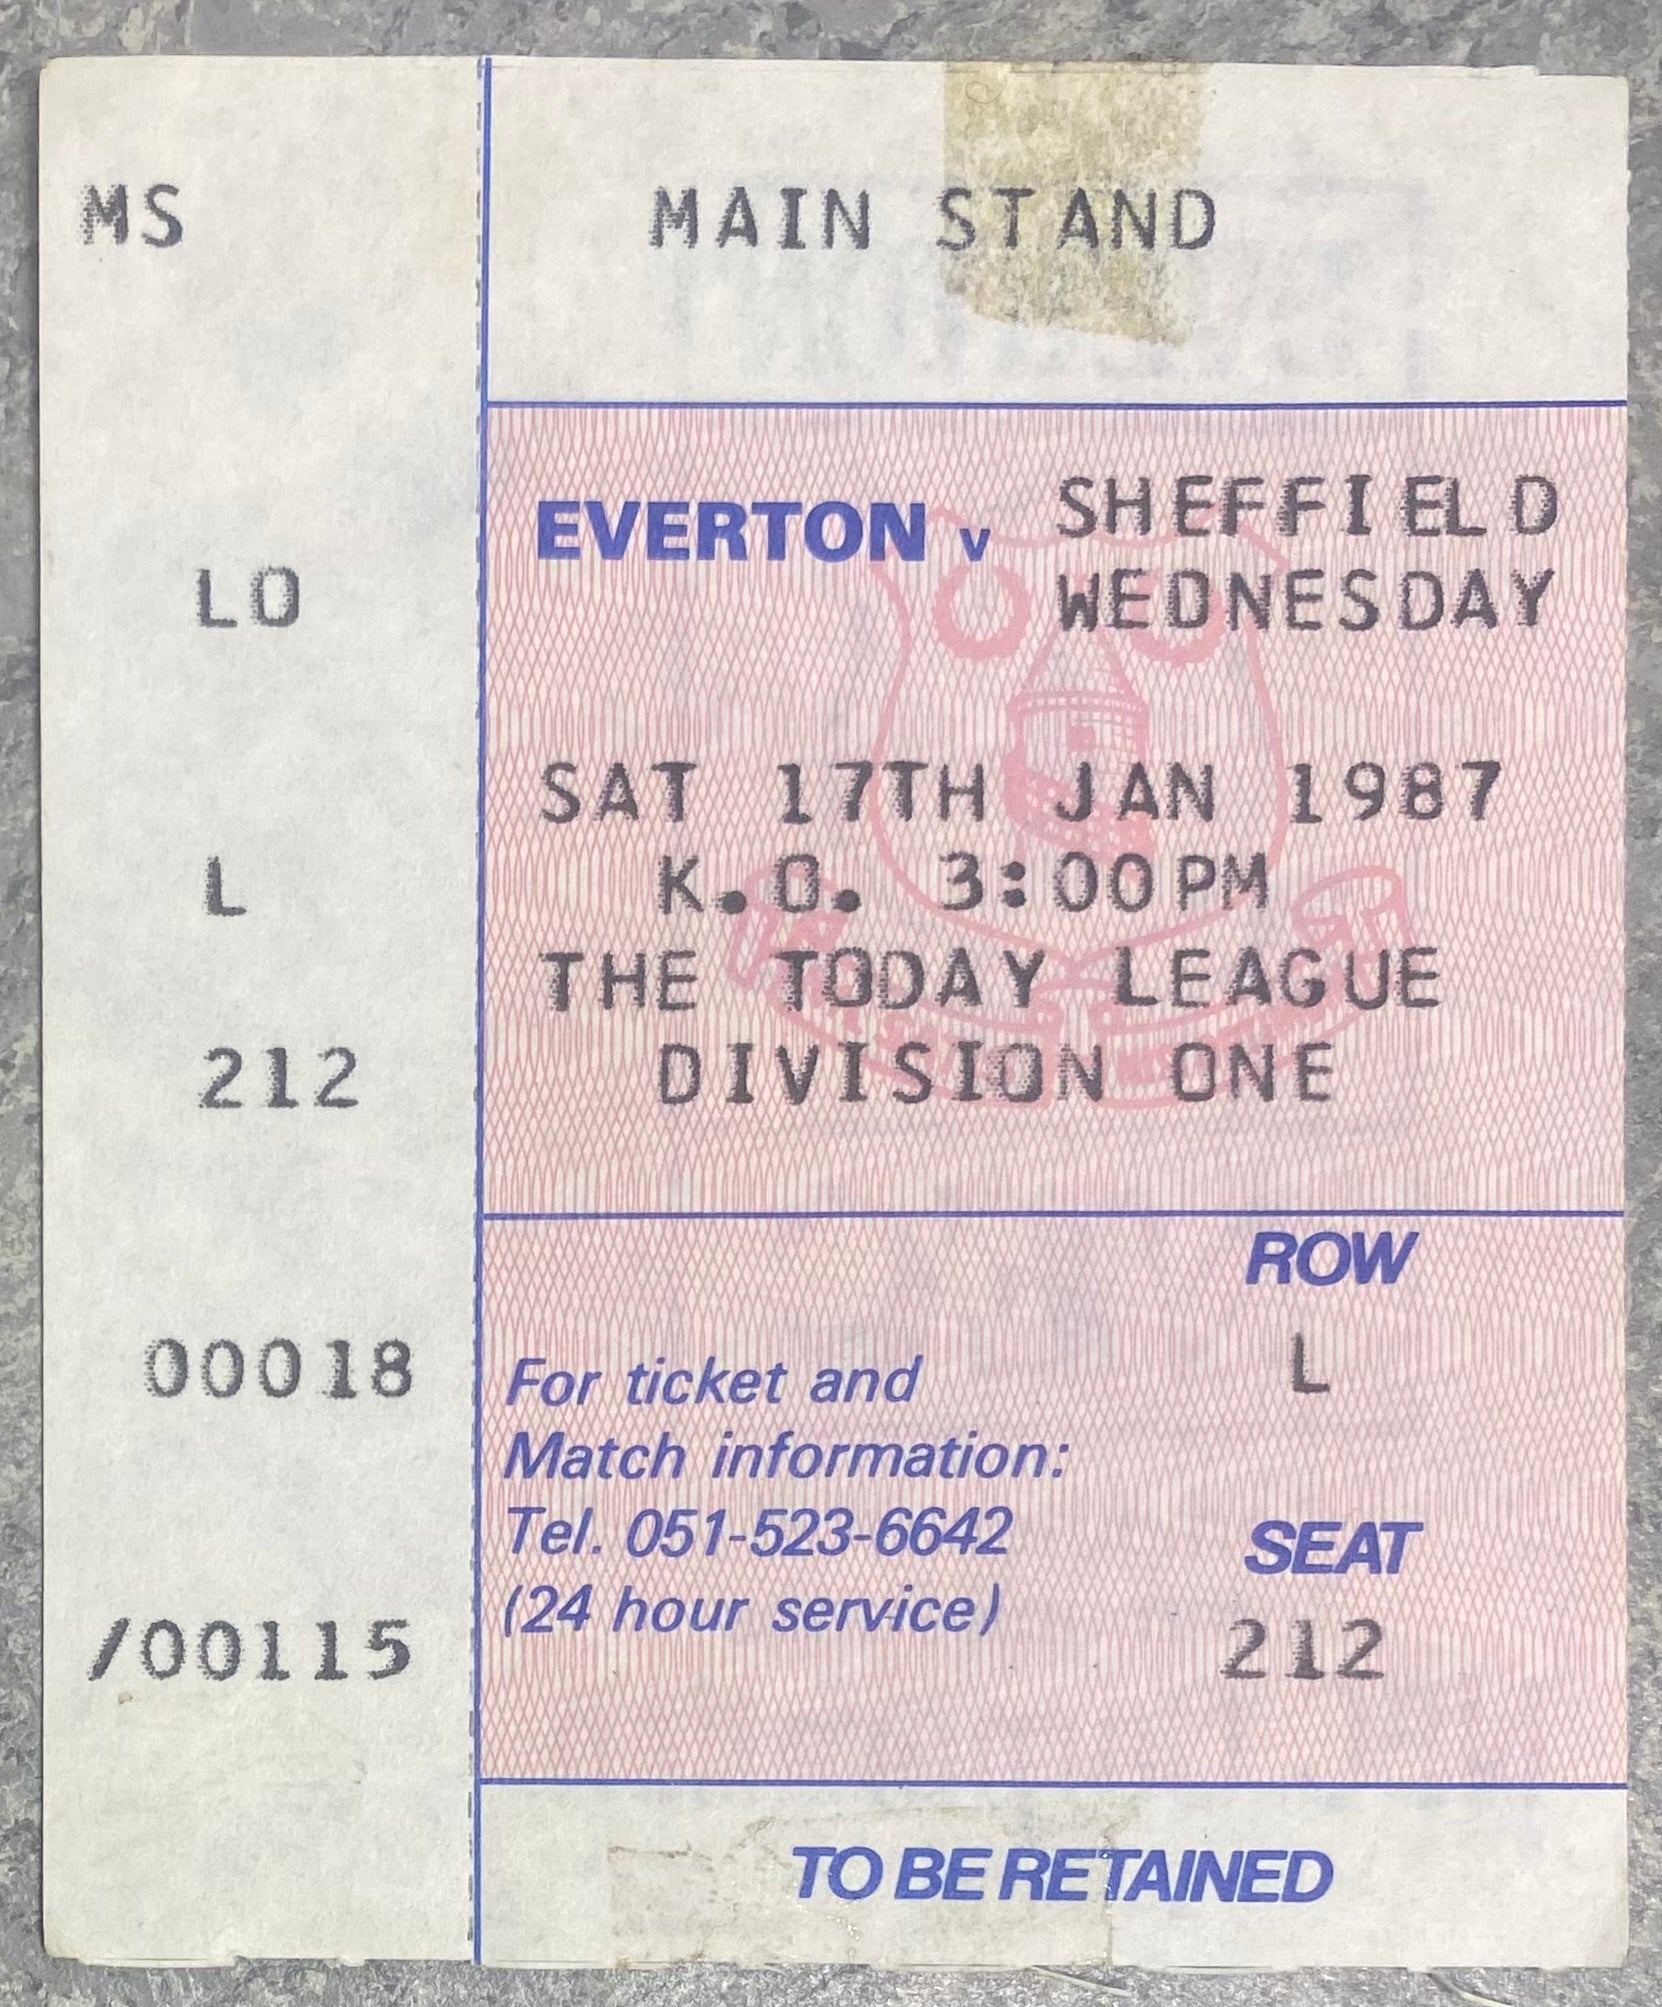 MS
LO
L
212
00018
/00115
MAIN STAND
EVERTON v SHEFFIELD
WEDNESDAY
SAT 17TH JAN 1987
K.O. 3:00PM
THE TODAY LEAGUE
DIVISION ONE
ROW
L
For ticket and
Match information:
Tel. 051-523-6642
(24 hour service)
SEAT
212
TO BE RETAINED